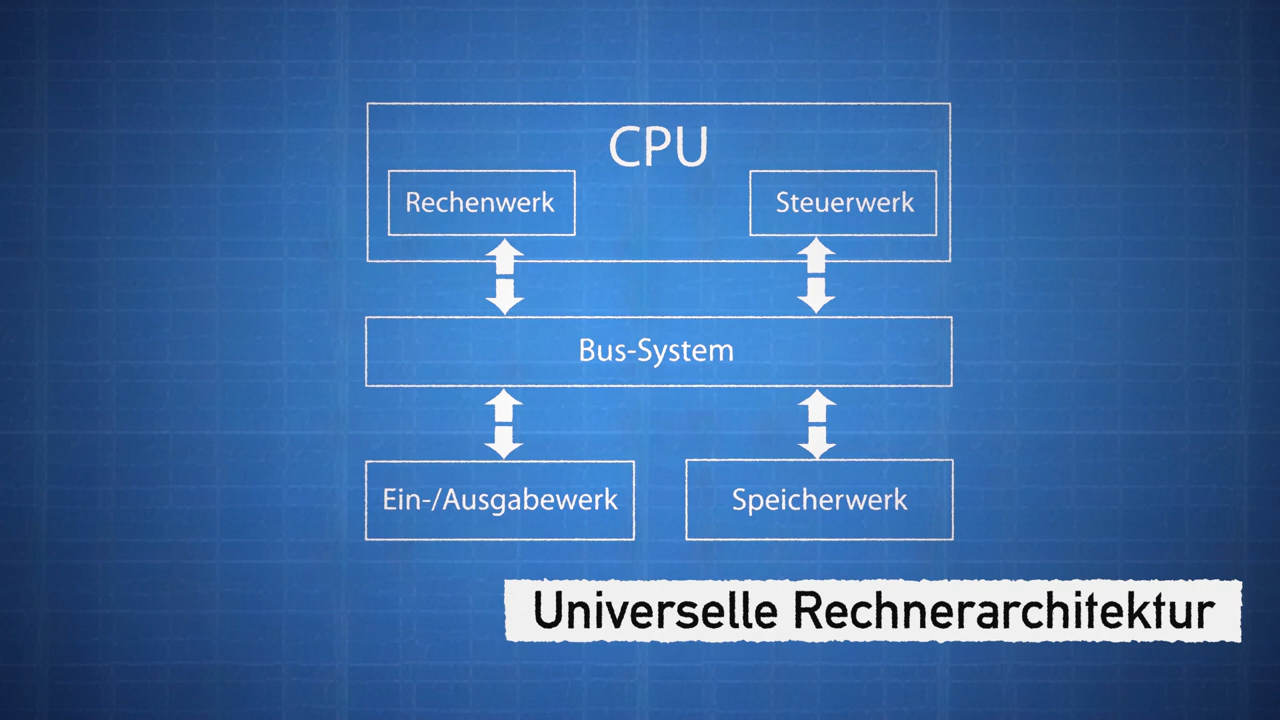 CPU
Rechenwerk
Steuerwerk
Bus-System
Ein-/Ausgabewerk
Speicherwerk
Universelle Rechnerarchitektur